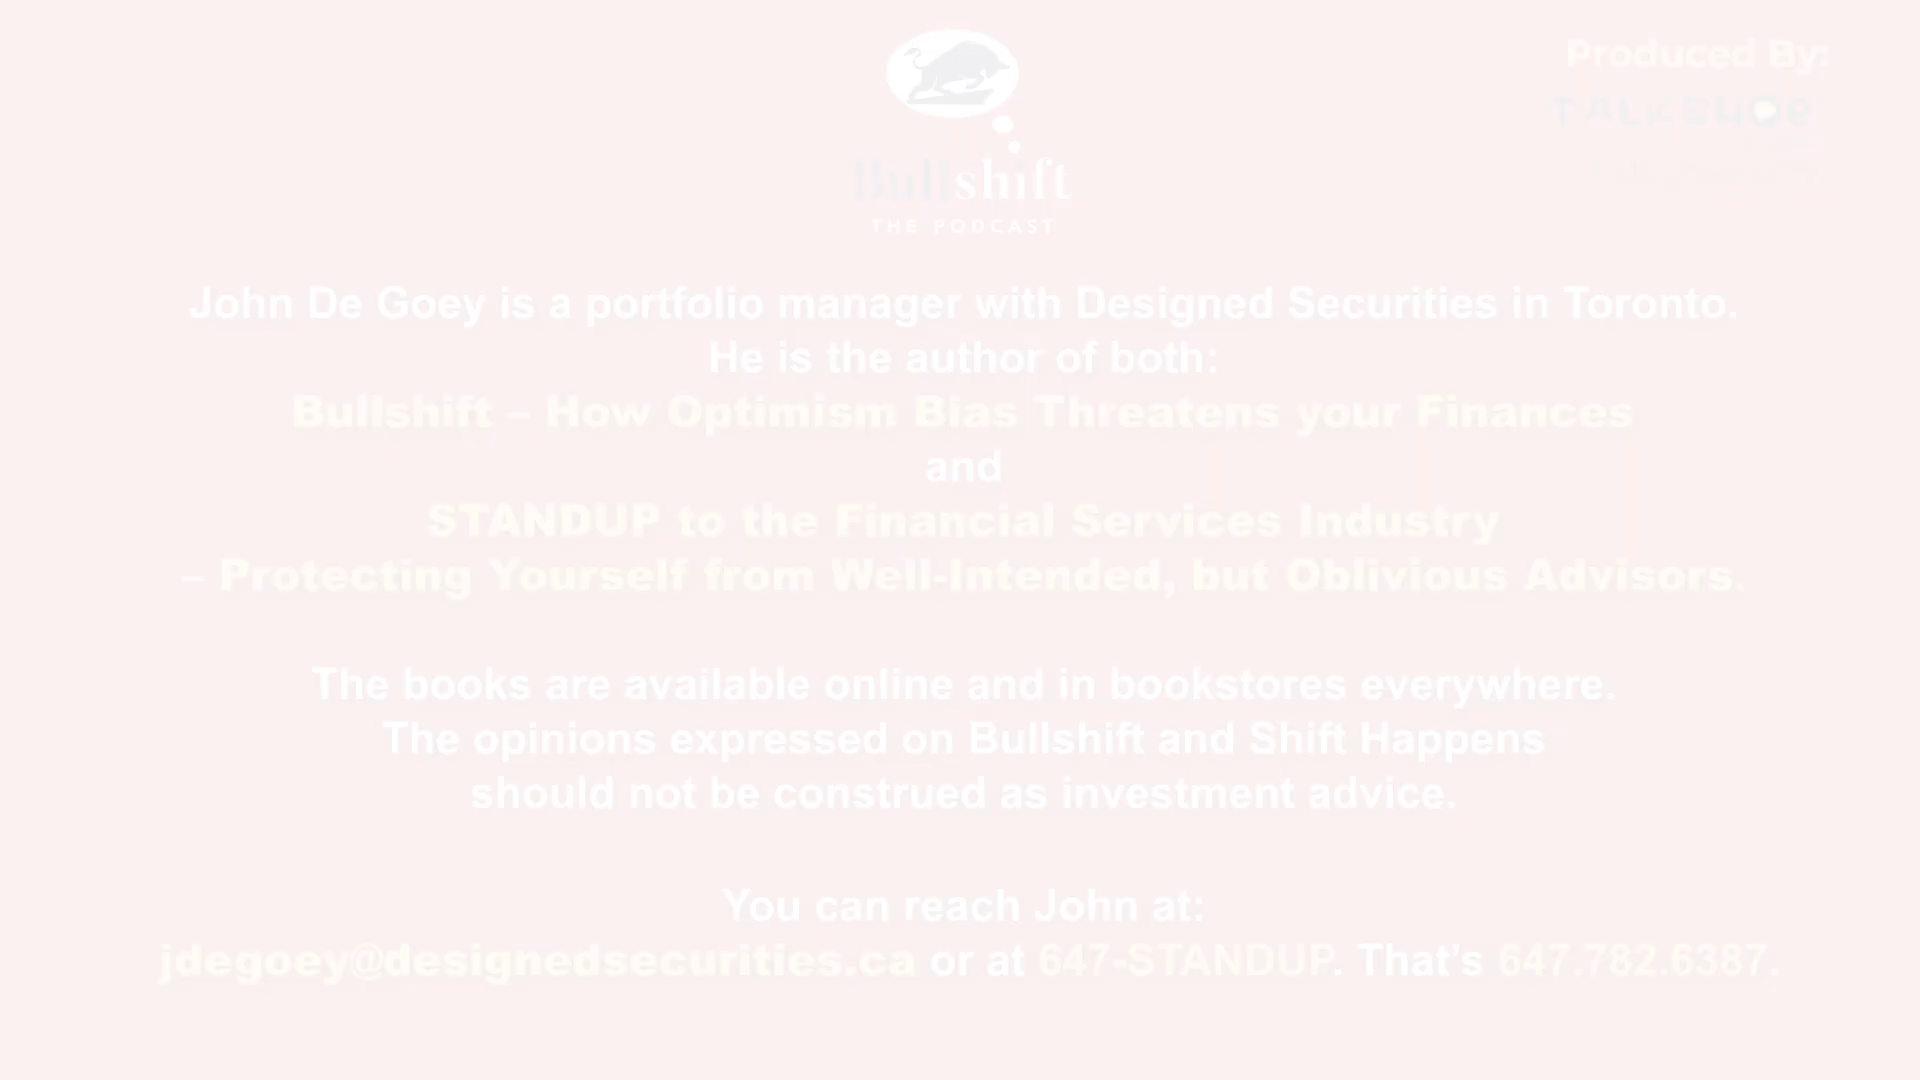 Produced By:
TALK SHOP
Bullshift
THE PODCAST
John De Goey is a portfolio manager with Designed Securities in Toronto.
He is the author of both:
Bullshift – How Optimism Bias Threatens your Finances
and
STANDUP to the Financial Services Industry
– Protecting Yourself from Well-Intended, but Oblivious Advisors.
The books are available online and in bookstores everywhere.
The opinions expressed on Bullshift and Shift Happens
should not be construed as investment advice.
You can reach John at:
jdegoey@designedsecurities.ca or at 647-STANDUP. That's 647.782.6387.